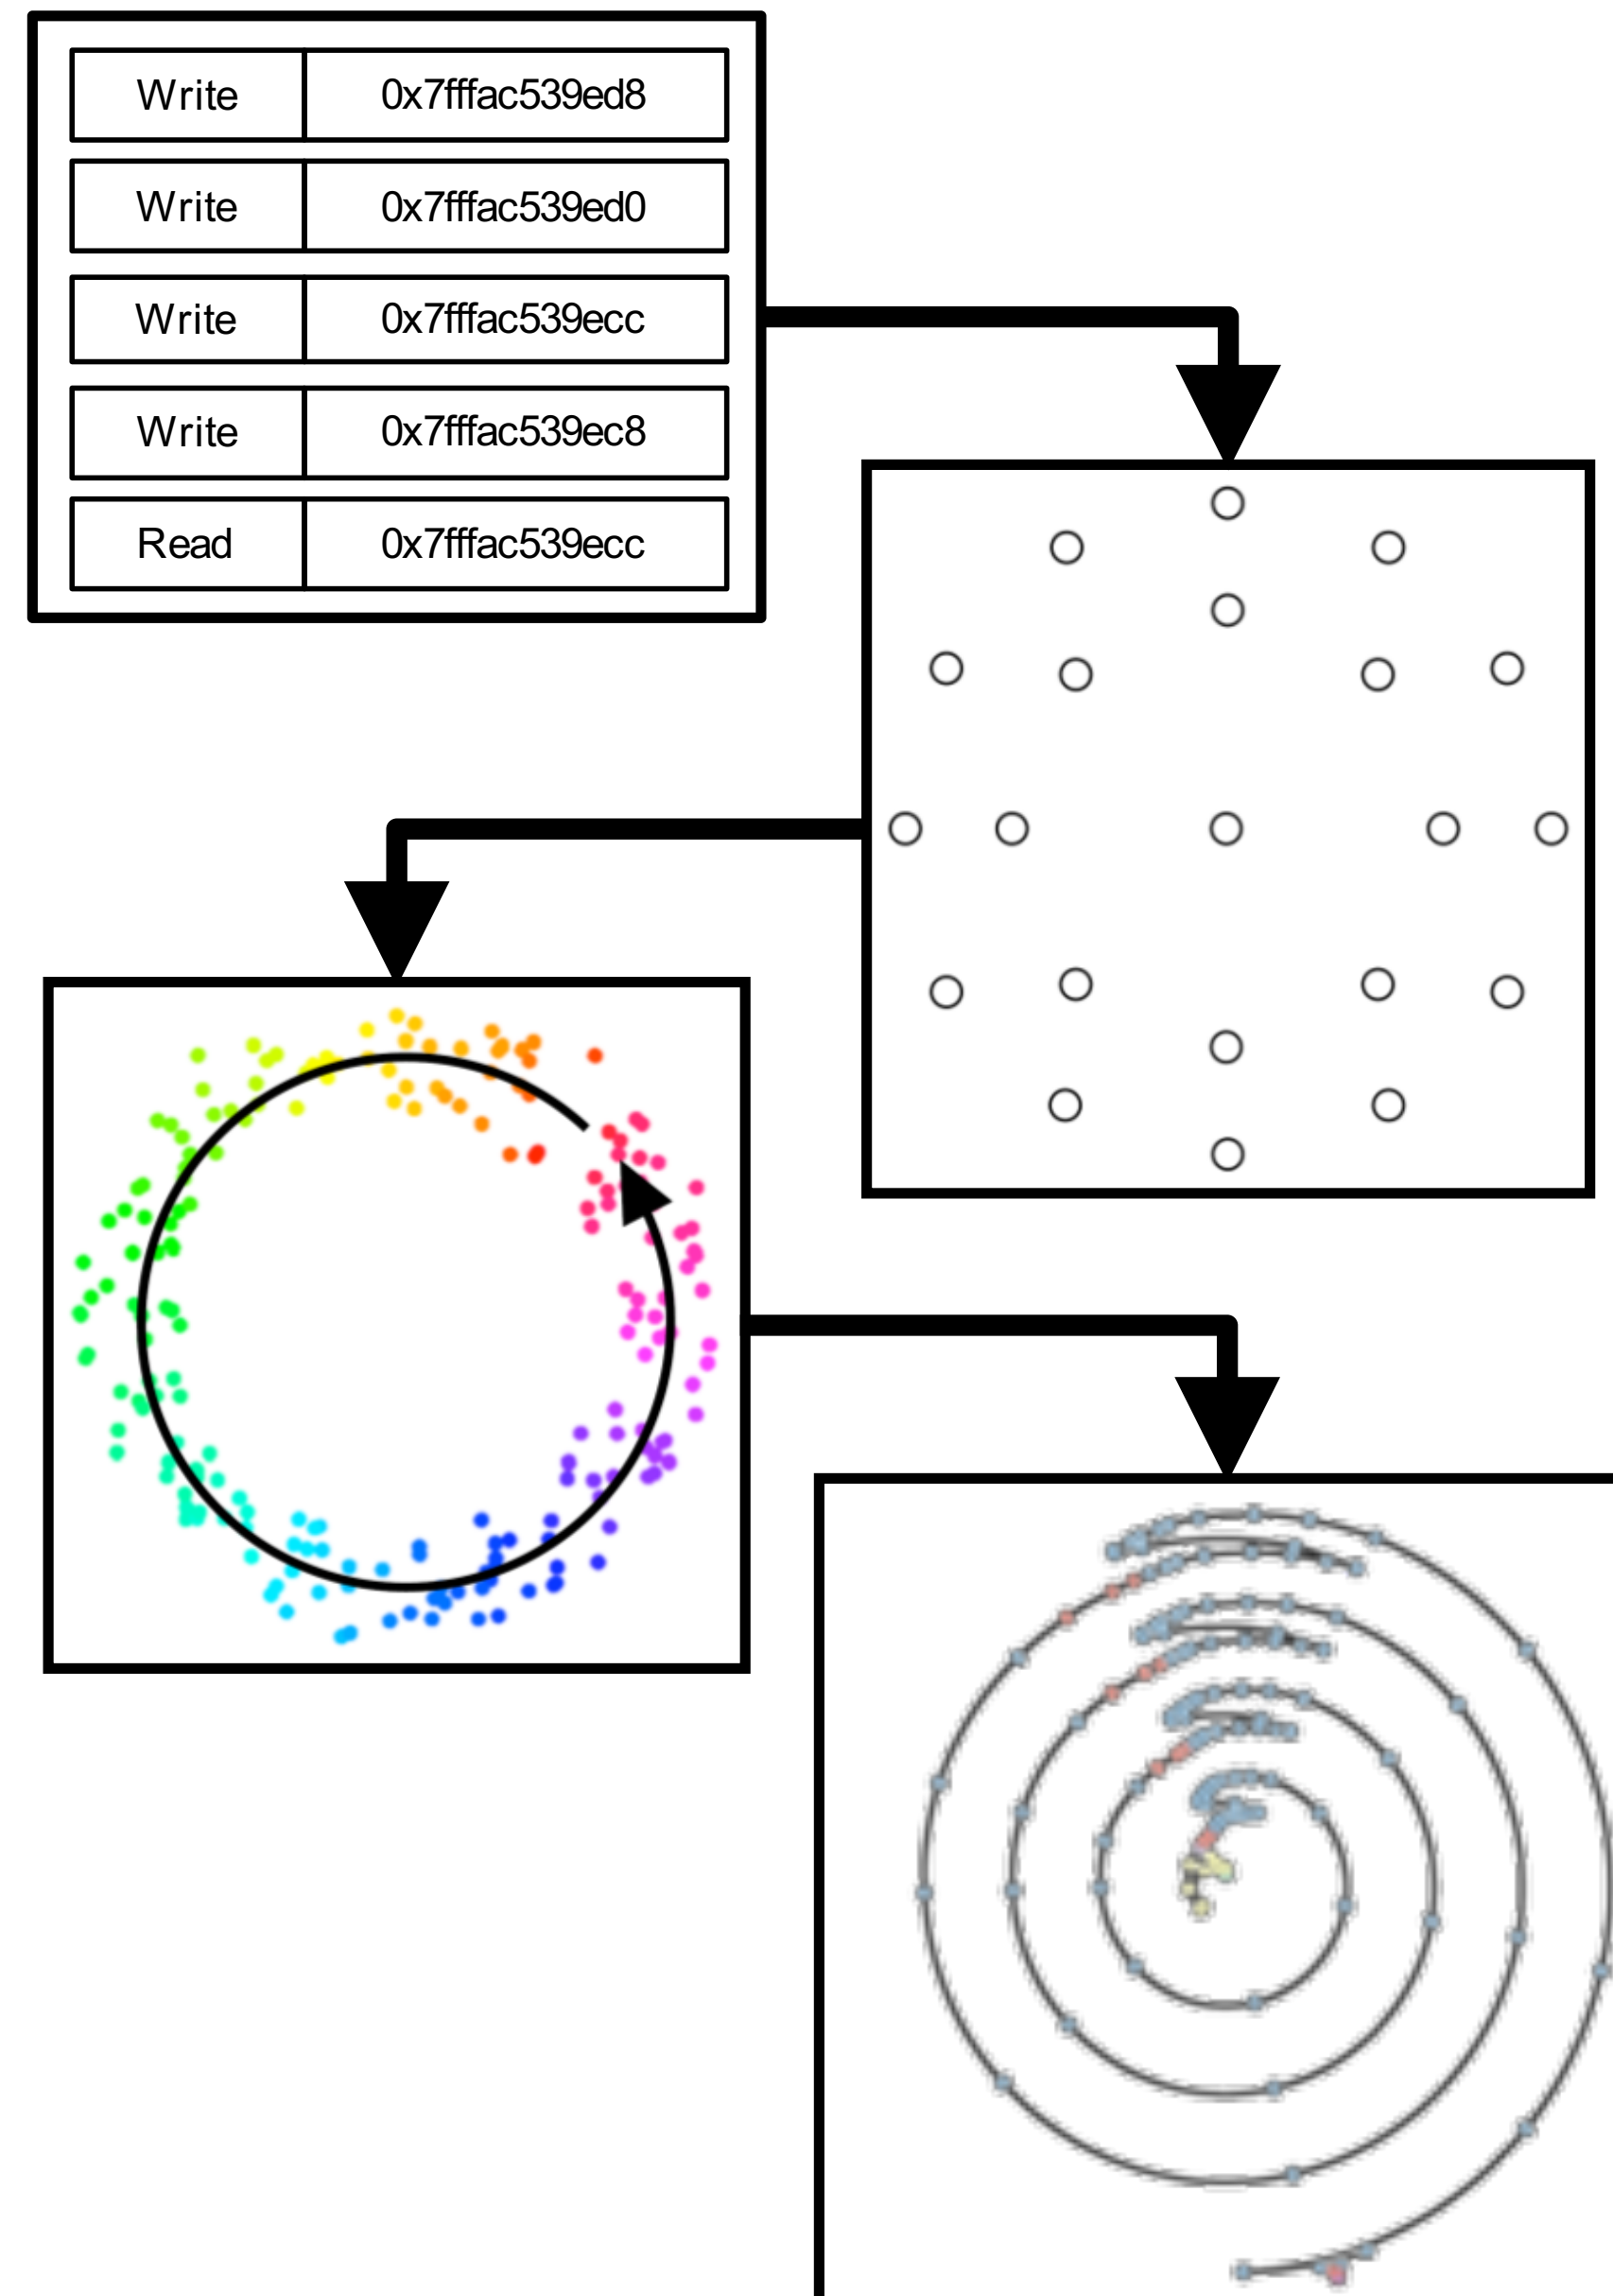 Write 0x7fffac539ed8
Write 0x7fffac539ed0
Write 0x7fffac539ecc
Write 0x7fffac539ec8
Read 0x7fffac539ecc